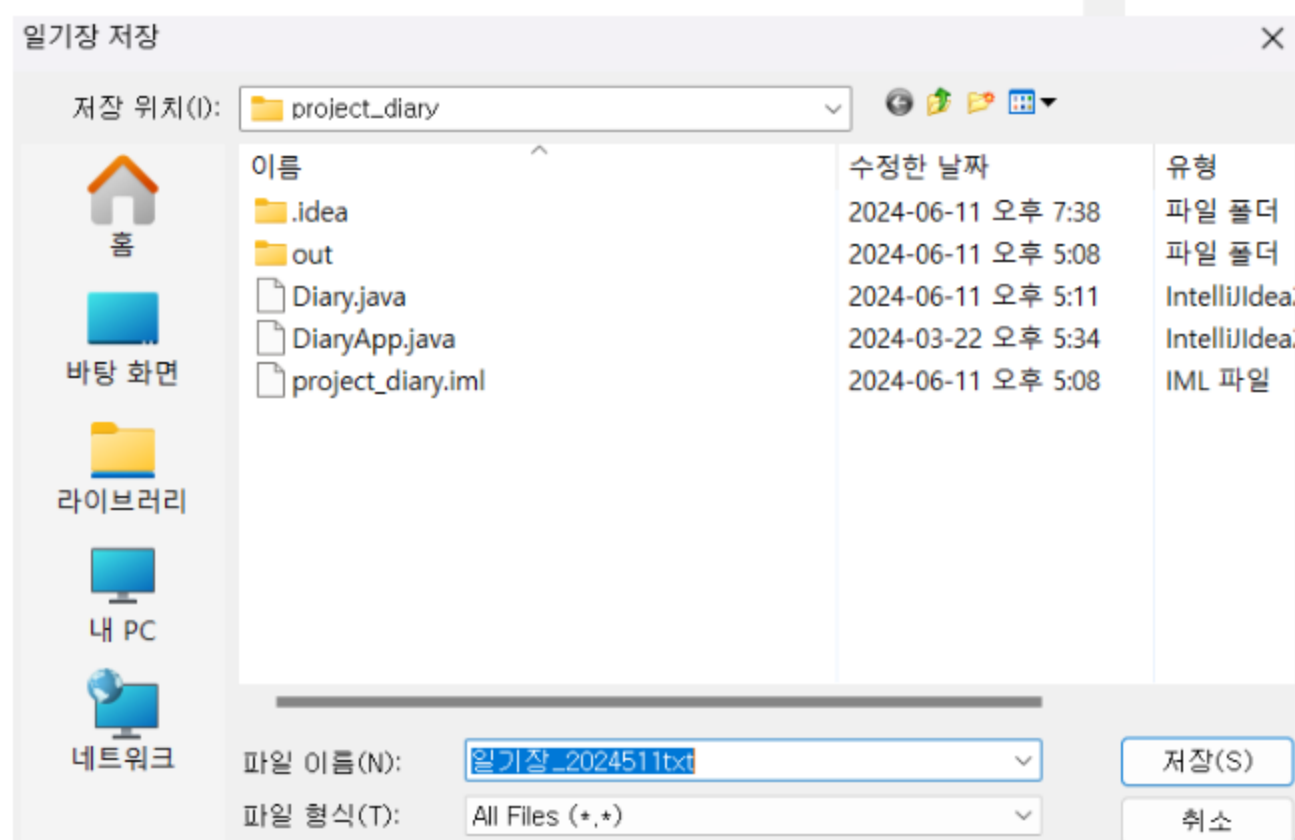 일기장 저장
저장 위치(I): project_diary
이름 수정한 날짜 유형
.idea 2024-06-11 오후 7:38 파일 폴더
out 2024-06-11 오후 5:08 파일 폴더
Diary.java 2024-06-11 오후 5:11 IntelliJIdea
DiaryApp.java 2024-03-22 오후 5:34 IntelliJIdea
project_diary.iml 2024-06-11 오후 5:08 IML 파일
홈
바탕 화면
라이브러리
내 PC
네트워크
파일 이름(N): 일기장_2024511txt 저장(S)
파일 형식(T): All Files (*.*) 취소